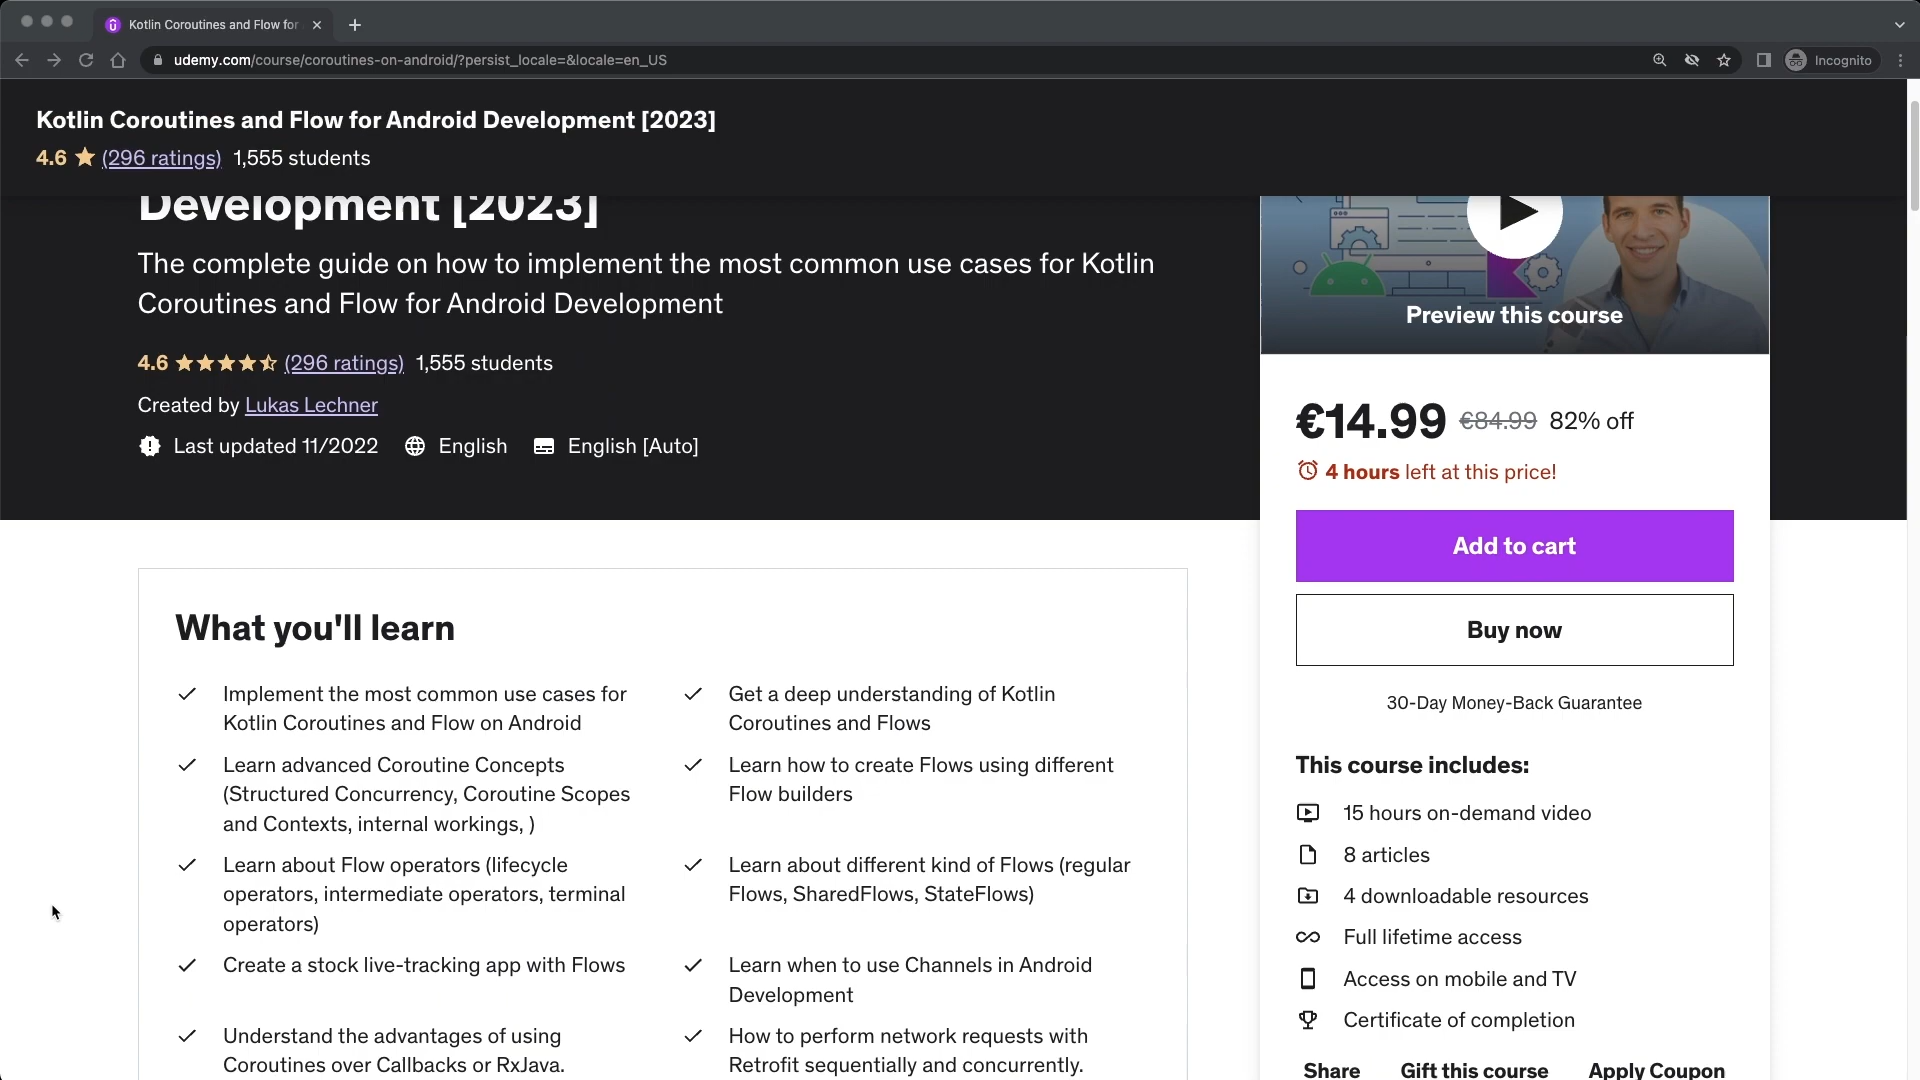 Kotlin Coroutines and Flow for
udemy.com/course/coroutines-on-android/?persist_locale=&locale=en_US
Incognito
Kotlin Coroutines and Flow for Android Development [2023]
4.6 (296 ratings) 1,555 students
Development [2023]
The complete guide on how to implement the most common use cases for Kotlin
Coroutines and Flow for Android Development
4.6 (296 ratings) 1,555 students
Created by Lukas Lechner
Last updated 11/2022 English English [Auto]
Preview this course
€14.99 €84.99 82% off
4 hours left at this price!
Add to cart
Buy now
30-Day Money-Back Guarantee
This course includes:
15 hours on-demand video
8 articles
4 downloadable resources
Full lifetime access
Access on mobile and TV
Certificate of completion
Share Gift this course Apply Coupon
What you'll learn
Implement the most common use cases for
Kotlin Coroutines and Flow on Android
Get a deep understanding of Kotlin
Coroutines and Flows
Learn advanced Coroutine Concepts
(Structured Concurrency, Coroutine Scopes
and Contexts, internal workings, )
Learn how to create Flows using different
Flow builders
Learn about Flow operators (lifecycle
operators, intermediate operators, terminal
operators)
Learn about different kind of Flows (regular
Flows, SharedFlows, StateFlows)
Create a stock live-tracking app with Flows
Learn when to use Channels in Android
Development
Understand the advantages of using
Coroutines over Callbacks or RxJava.
How to perform network requests with
Retrofit sequentially and concurrently.